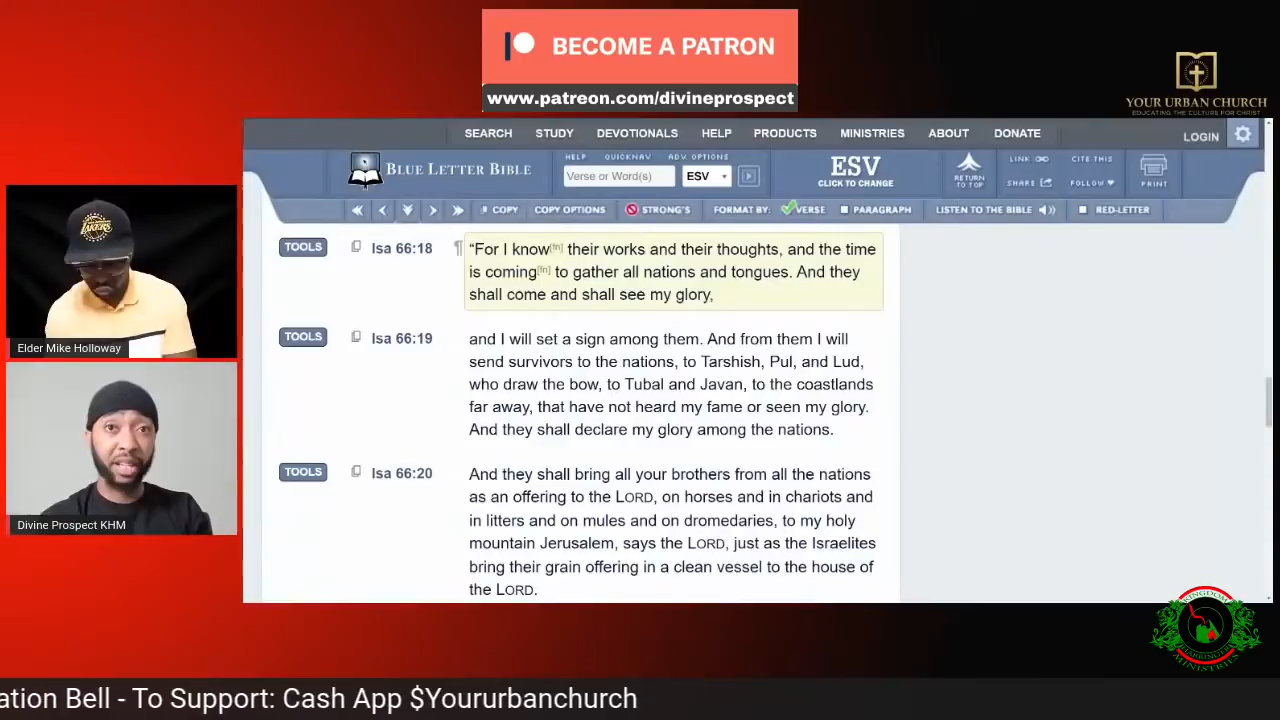 BECOME A PATRON
www.patreon.com/divineprospect
YOUR URBAN CHURCH
EDUCATING THE CULTURE FOR CHRIST
SEARCH STUDY DEVOTIONALS HELP PRODUCTS MINISTRIES ABOUT DONATE LOGIN
BLUE LETTER BIBLE
HELP QUICKNAV ADV. OPTIONS
Verse or Word(s) ESV
ESV
CLICK TO CHANGE
RETURN
TO TOP
LINK CITE THIS
SHARE FOLLOW
PRINT
COPY COPY OPTIONS STRONG'S FORMAT BY: VERSE PARAGRAPH LISTEN TO THE BIBLE RED-LETTER
TOOLS Isa 66:18 ¶ “For I know[fn] their works and their thoughts, and the time
is coming[fn] to gather all nations and tongues. And they
shall come and shall see my glory,
TOOLS Isa 66:19 and I will set a sign among them. And from them I will
send survivors to the nations, to Tarshish, Pul, and Lud,
who draw the bow, to Tubal and Javan, to the coastlands
far away, that have not heard my fame or seen my glory.
And they shall declare my glory among the nations.
TOOLS Isa 66:20 And they shall bring all your brothers from all the nations
as an offering to the LORD, on horses and in chariots and
in litters and on mules and on dromedaries, to my holy
mountain Jerusalem, says the LORD, just as the Israelites
bring their grain offering in a clean vessel to the house of
the LORD.
LAKERS
Elder Mike Holloway
Divine Prospect KHM
KINGDOM
HARBINGER
MINISTRIES
ation Bell - To Support: Cash App $Yoururbanchurch